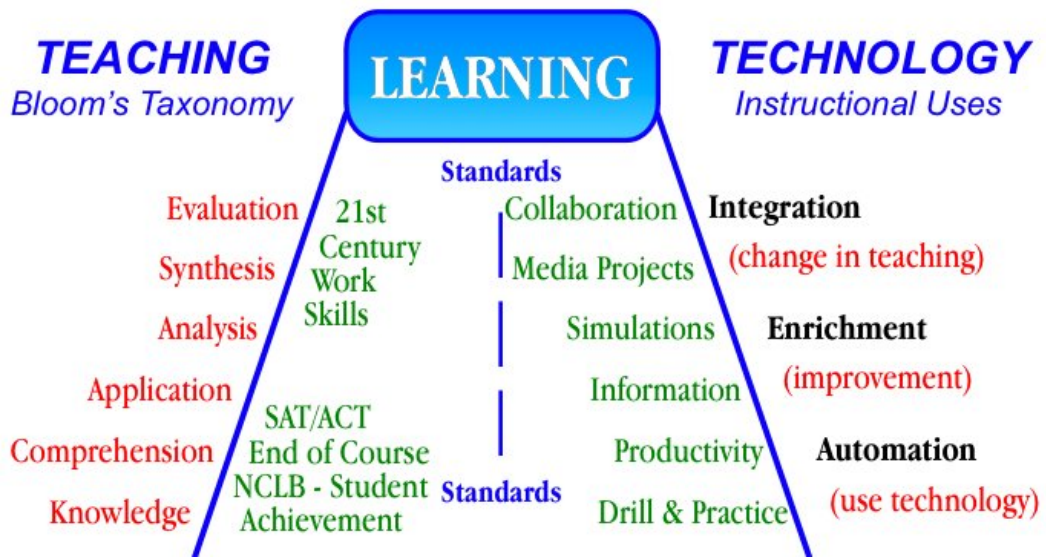 TEACHING
Bloom's Taxonomy
LEARNING
TECHNOLOGY
Instructional Uses
Standards
Evaluation
Synthesis
Analysis
Application
Comprehension
Knowledge
21st
Century
Work
Skills
SAT/ACT
End of Course
NCLB - Student
Achievement
Standards
Collaboration
Media Projects
Simulations
Information
Productivity
Drill & Practice
Integration
(change in teaching)
Enrichment
(improvement)
Automation
(use technology)